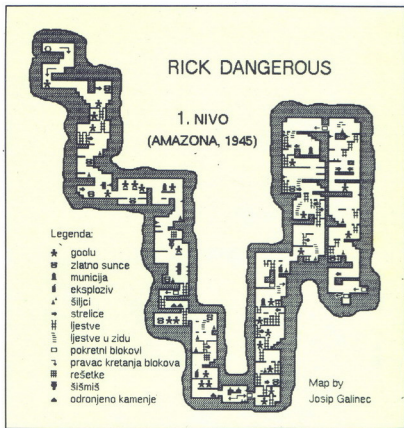 RICK DANGEROUS
1. NIVO
(AMAZONA, 1945)
Legenda:
goolu
zlatno sunce
municija
eksploziv
šiljci
strelice
ljestve
ljestve u zidu
pokretni blokovi
pravac kretanja blokova
rešetke
šišmiš
odronjeno kamenje
Map by
Josip Galinec